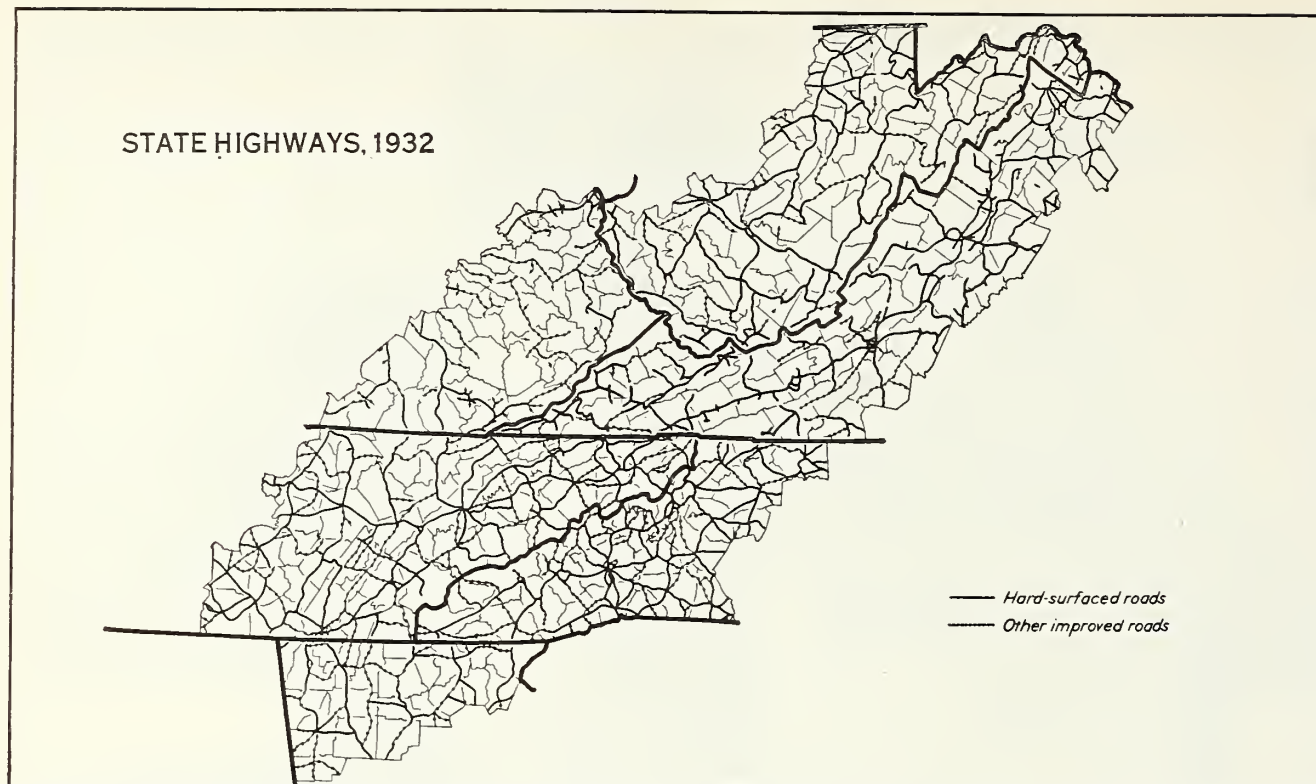 STATE HIGHWAYS, 1932
Hard-surfaced roads
Other improved roads